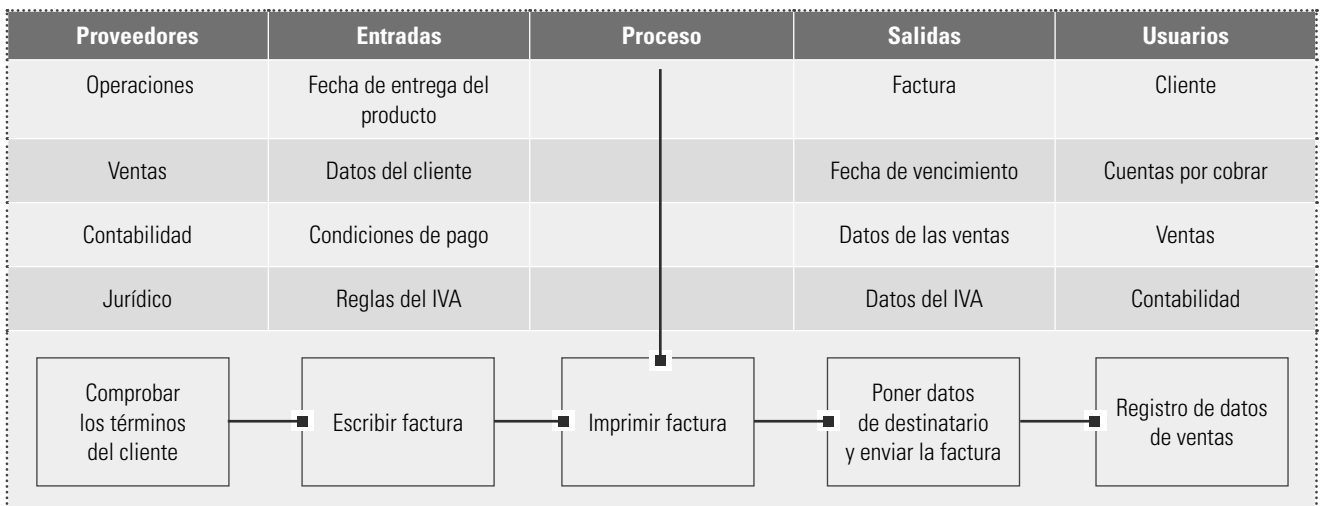 Proveedores Entradas Proceso Salidas Usuarios
Operaciones Fecha de entrega del Factura Cliente
producto
Ventas Datos del cliente Fecha de vencimiento Cuentas por cobrar
Contabilidad Condiciones de pago Datos de las ventas Ventas
Jurídico Reglas del IVA Datos del IVA Contabilidad
Comprobar
los términos
del cliente
Escribir factura
Imprimir factura
Poner datos
de destinatario
y enviar la factura
Registro de datos
de ventas